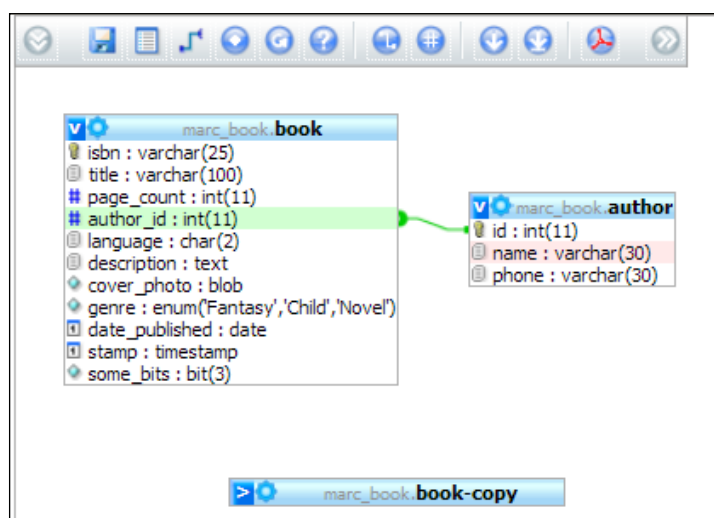 marc_book.book
isbn : varchar(25)
title : varchar(100)
# page_count : int(11)
# author_id : int(11)
language : char(2)
description : text
cover_photo : blob
genre : enum('Fantasy','Child','Novel')
date_published : date
stamp : timestamp
some_bits : bit(3)
marc_book.author
id : int(11)
name : varchar(30)
phone : varchar(30)
marc_book.book-copy